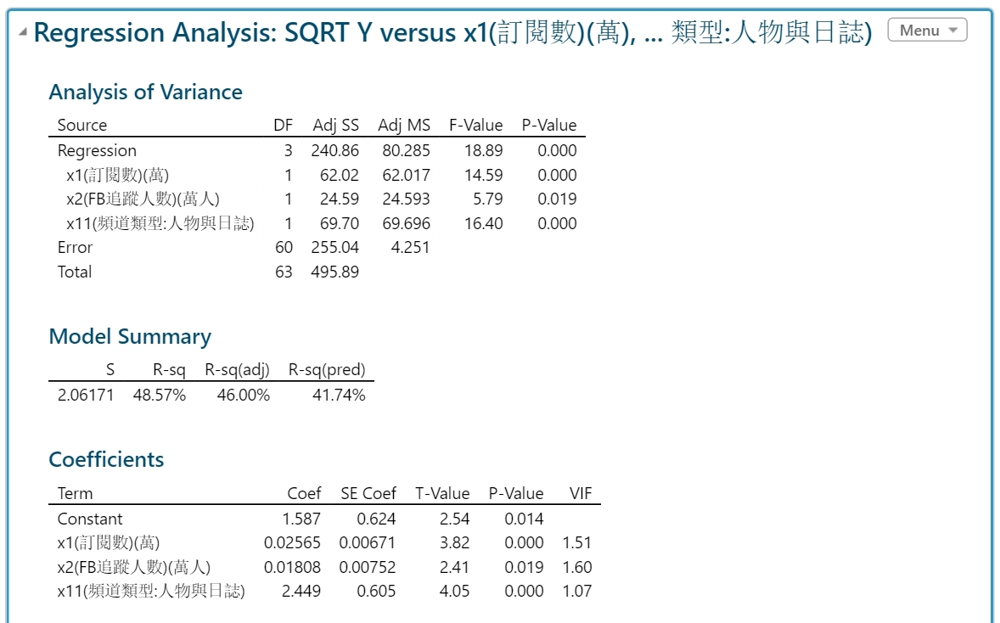 Regression Analysis: SQRT Y versus x1(訂閱數)(萬), ... 類型:人物與日誌)
Menu
Analysis of Variance
Source DF Adj SS Adj MS F-Value P-Value
Regression 3 240.86 80.285 18.89 0.000
x1(訂閱數)(萬) 1 62.02 62.017 14.59 0.000
x2(FB追蹤人數)(萬人) 1 24.59 24.593 5.79 0.019
x11(頻道類型:人物與日誌) 1 69.70 69.696 16.40 0.000
Error 60 255.04 4.251
Total 63 495.89
Model Summary
S R-sq R-sq(adj) R-sq(pred)
2.06171 48.57% 46.00% 41.74%
Coefficients
Term Coef SE Coef T-Value P-Value VIF
Constant 1.587 0.624 2.54 0.014
x1(訂閱數)(萬) 0.02565 0.00671 3.82 0.000 1.51
x2(FB追蹤人數)(萬人) 0.01808 0.00752 2.41 0.019 1.60
x11(頻道類型:人物與日誌) 2.449 0.605 4.05 0.000 1.07